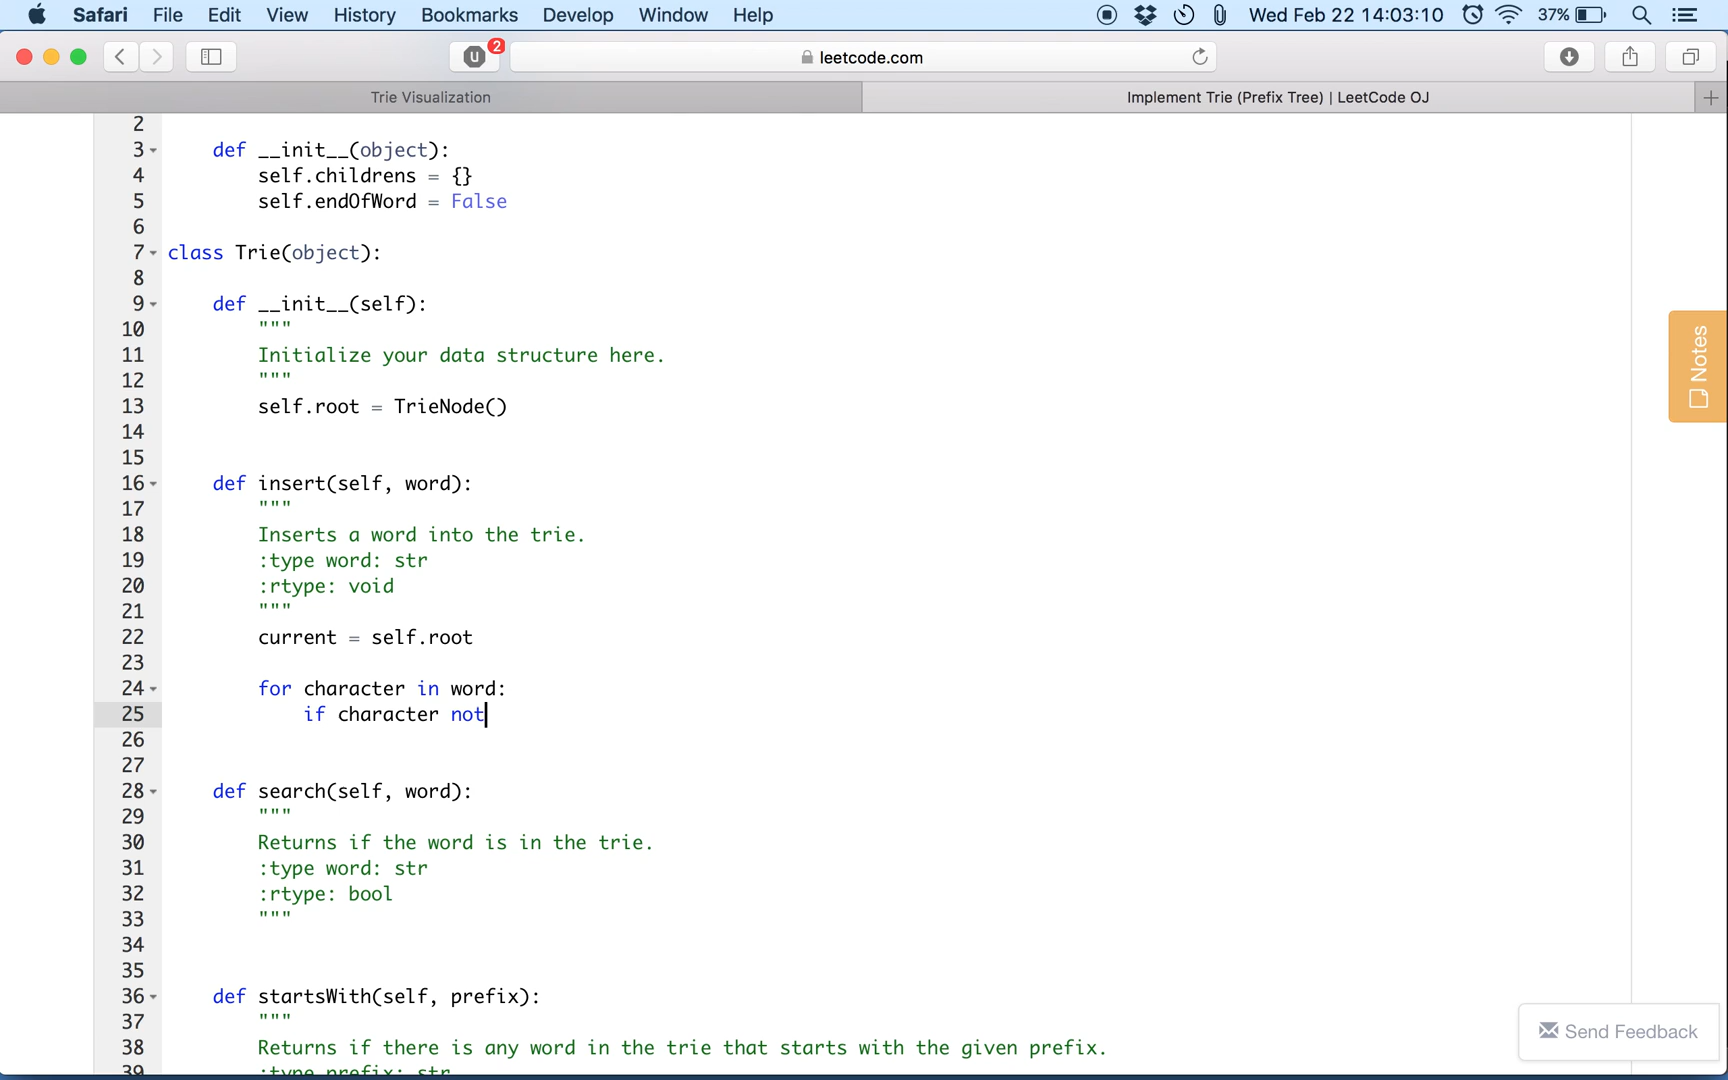 Safari File Edit View History Bookmarks Develop Window Help Wed Feb 22 14:03:10 37%
U 2 leetcode.com
Trie Visualization Implement Trie (Prefix Tree) | LeetCode OJ +
2
3 def __init__(object):
4 self.childrens = {}
5 self.endOfWord = False
6
7 class Trie(object):
8
9 def __init__(self):
10 """
11 Initialize your data structure here.
12 """
13 self.root = TrieNode()
14
15
16 def insert(self, word):
17 """
18 Inserts a word into the trie.
19 :type word: str
20 :rtype: void
21 """
22 current = self.root
23
24 for character in word:
25 if character not
26
27
28 def search(self, word):
29 """
30 Returns if the word is in the trie.
31 :type word: str
32 :rtype: bool
33 """
34
35
36 def startsWith(self, prefix):
37 """
38 Returns if there is any word in the trie that starts with the given prefix.
39 :type prefix: str
Notes
Send Feedback